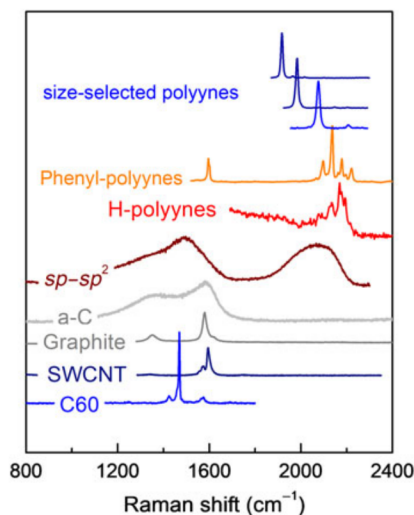 size-selected polyynes
Phenyl-polyynes
H-polyynes
sp–sp²
a-C
Graphite
SWCNT
C60
800 1200 1600 2000 2400
Raman shift (cm⁻¹)